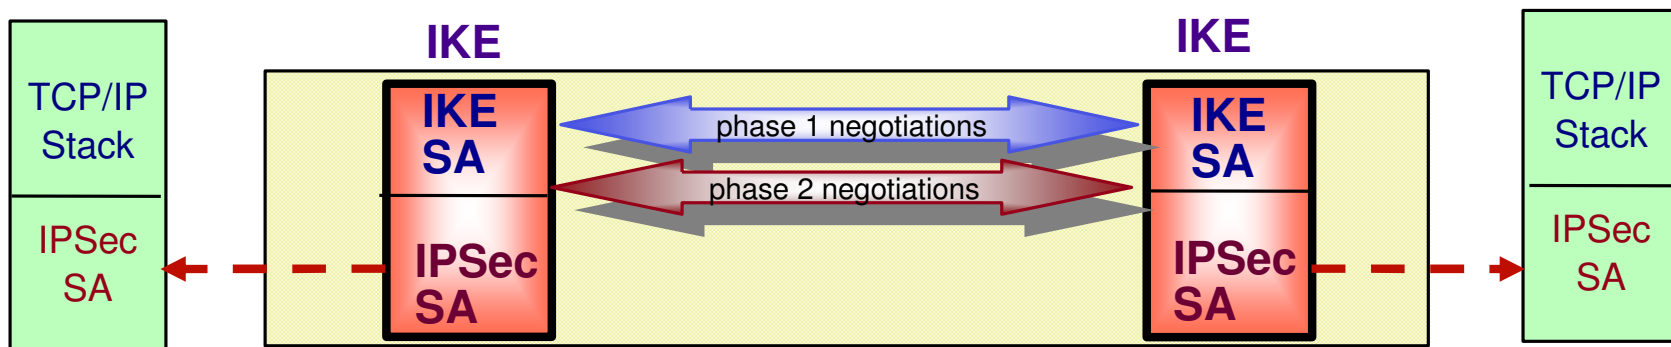 IKE
IKE
TCP/IP
Stack
IPSec
SA
IKE
SA
IPSec
SA
phase 1 negotiations
phase 2 negotiations
IKE
SA
IPSec
SA
TCP/IP
Stack
IPSec
SA